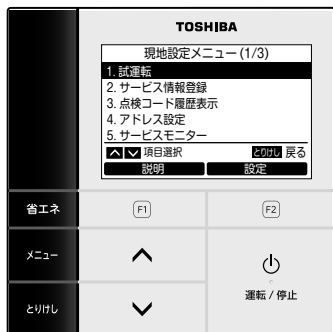 TOSHIBA
現地設定メニュー (1/3)
1. 試運転
2. サービス情報登録
3. 点検コード履歴表示
4. アドレス設定
5. サービスモニター
項目選択 とりけし 戻る
説明 設定
省エネ F1 F2
メニュー
運転 / 停止
とりけし